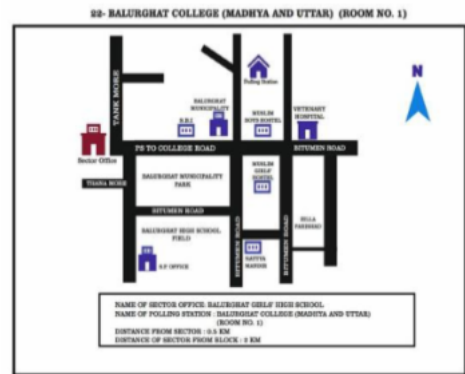 22- BALURGHAT COLLEGE (MADHYA AND UTTAR) (ROOM NO. 1)
N
TANK MORE
Polling Station
BALURGHAT
MUNICIPALITY
MUSLIM
BOYS HOSTEL
VETENARY
HOSPITAL
Sector Office
PS TO COLLEGE ROAD
BITUMEN ROAD
THANA MORE
BALURGHAT MUNICIPALITY
PARK
MUSLIM
GIRLS'
HOSTEL
BITUMEN ROAD
BALURGHAT HIGH SCHOOL
FIELD
BITUMEN ROAD
BITUMEN ROAD
NATYA
MANDIR
OFFICE
NAME OF SECTOR OFFICE: BALURGHAT GIRLS' HIGH SCHOOL
NAME OF POLLING STATION : BALURGHAT COLLEGE (MADHYA AND UTTAR)
(ROOM NO. 1)
DISTANCE FROM SECTOR : 0.5 KM
DISTANCE OF SECTOR FROM BLOCK : 2 KM